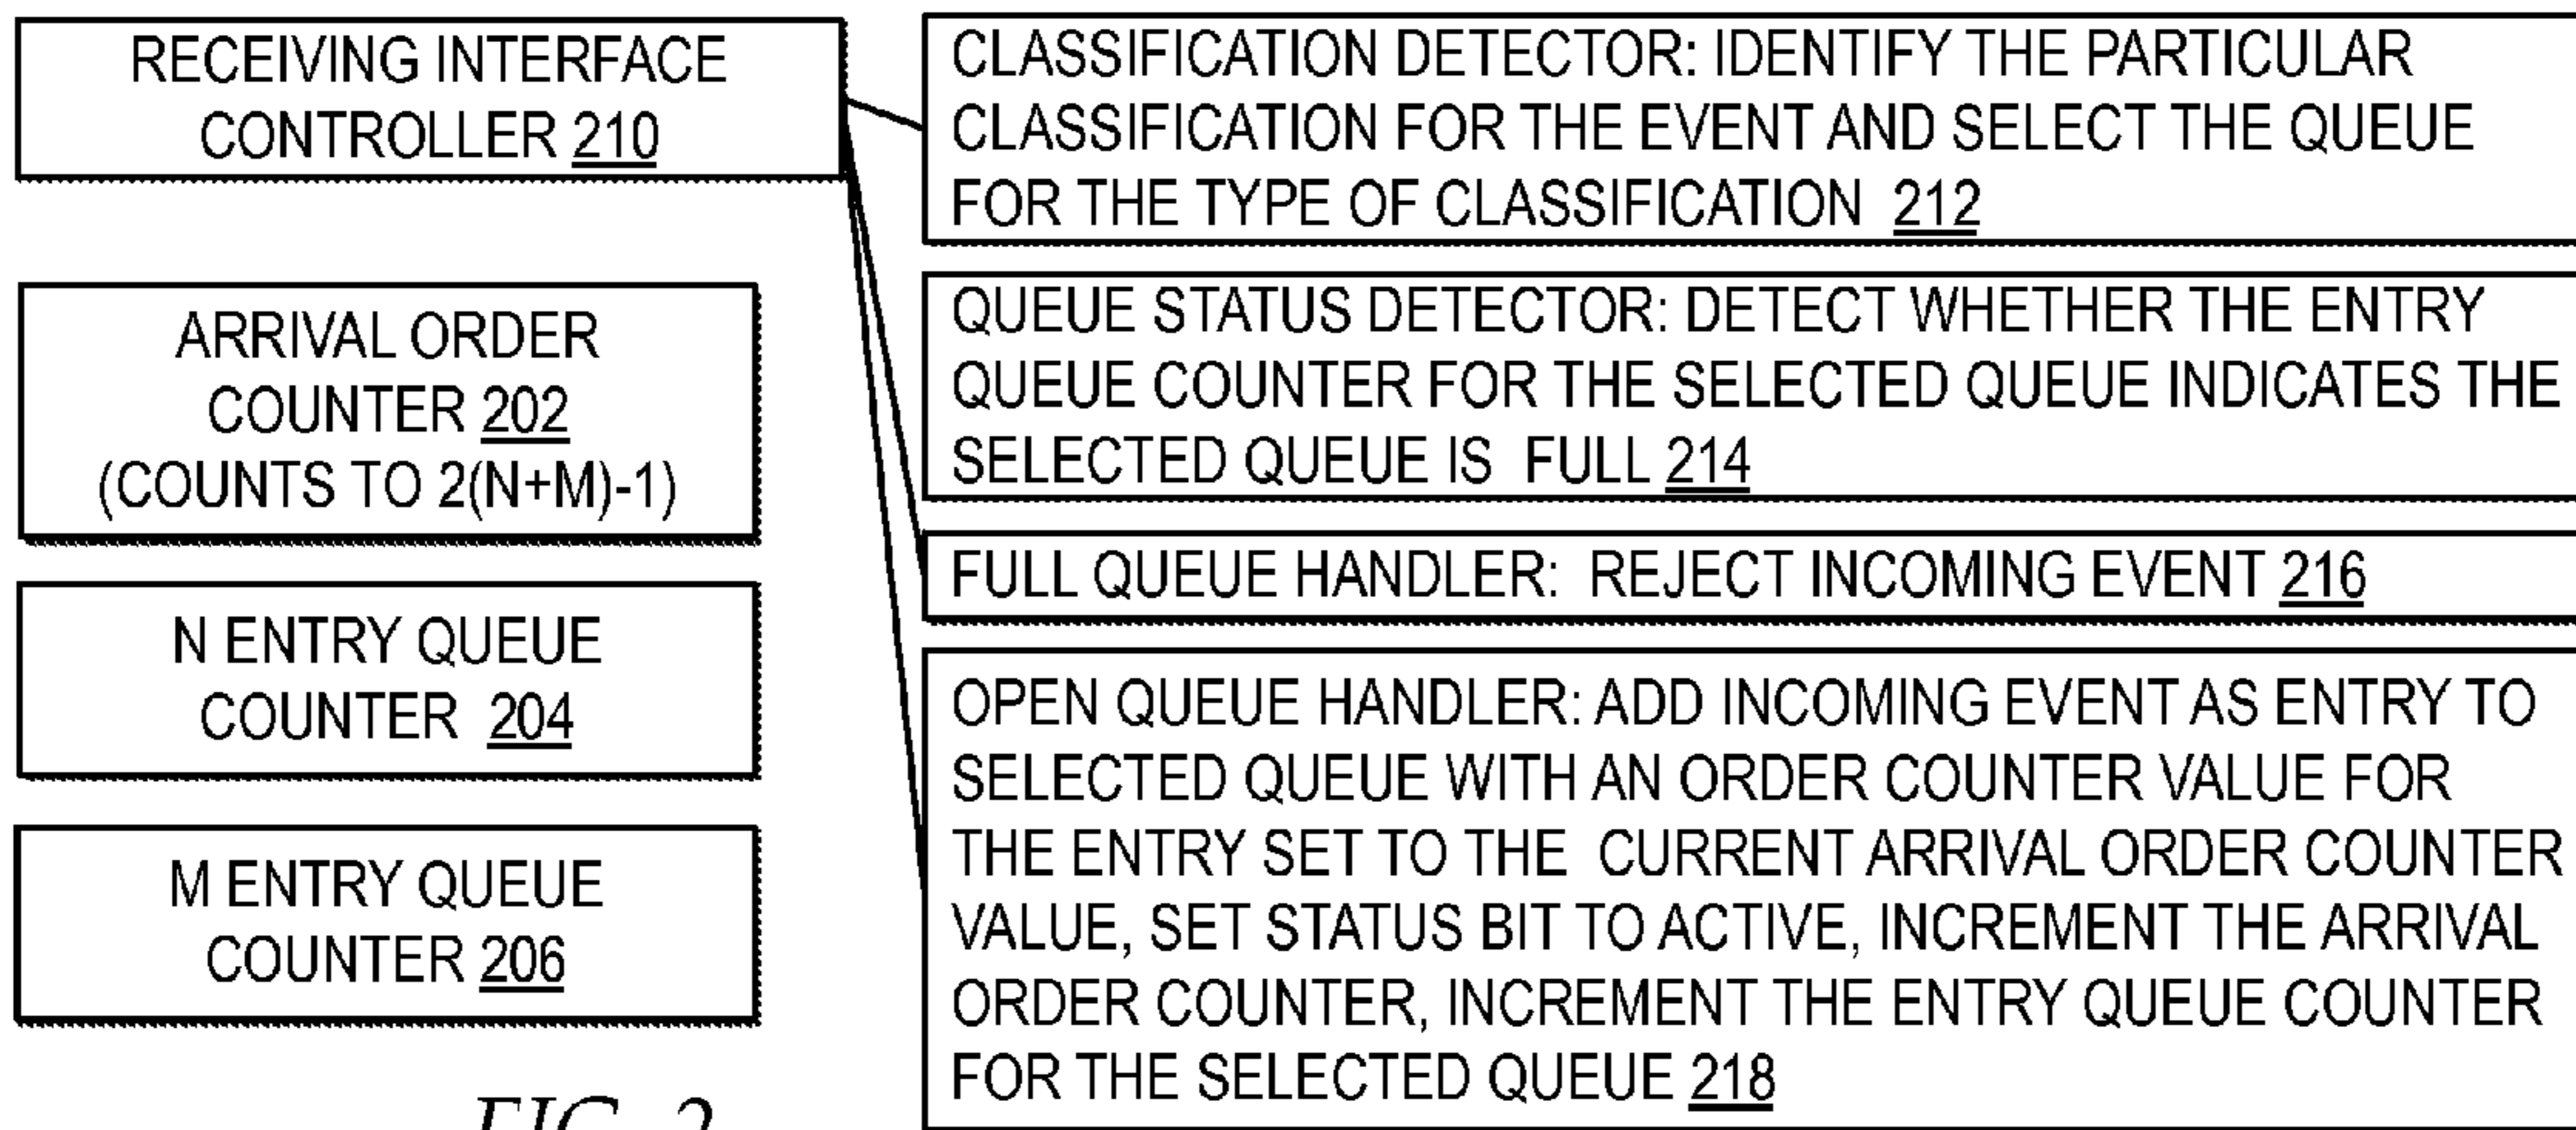 RECEIVING INTERFACE
CONTROLLER 210
ARRIVAL ORDER
COUNTER 202
(COUNTS TO 2(N+M)-1)
N ENTRY QUEUE
COUNTER 204
M ENTRY QUEUE
COUNTER 206
FIG. 2
CLASSIFICATION DETECTOR: IDENTIFY THE PARTICULAR
CLASSIFICATION FOR THE EVENT AND SELECT THE QUEUE
FOR THE TYPE OF CLASSIFICATION 212
QUEUE STATUS DETECTOR: DETECT WHETHER THE ENTRY
QUEUE COUNTER FOR THE SELECTED QUEUE INDICATES THE
SELECTED QUEUE IS FULL 214
FULL QUEUE HANDLER: REJECT INCOMING EVENT 216
OPEN QUEUE HANDLER: ADD INCOMING EVENT AS ENTRY TO
SELECTED QUEUE WITH AN ORDER COUNTER VALUE FOR
THE ENTRY SET TO THE CURRENT ARRIVAL ORDER COUNTER
VALUE, SET STATUS BIT TO ACTIVE, INCREMENT THE ARRIVAL
ORDER COUNTER, INCREMENT THE ENTRY QUEUE COUNTER
FOR THE SELECTED QUEUE 218